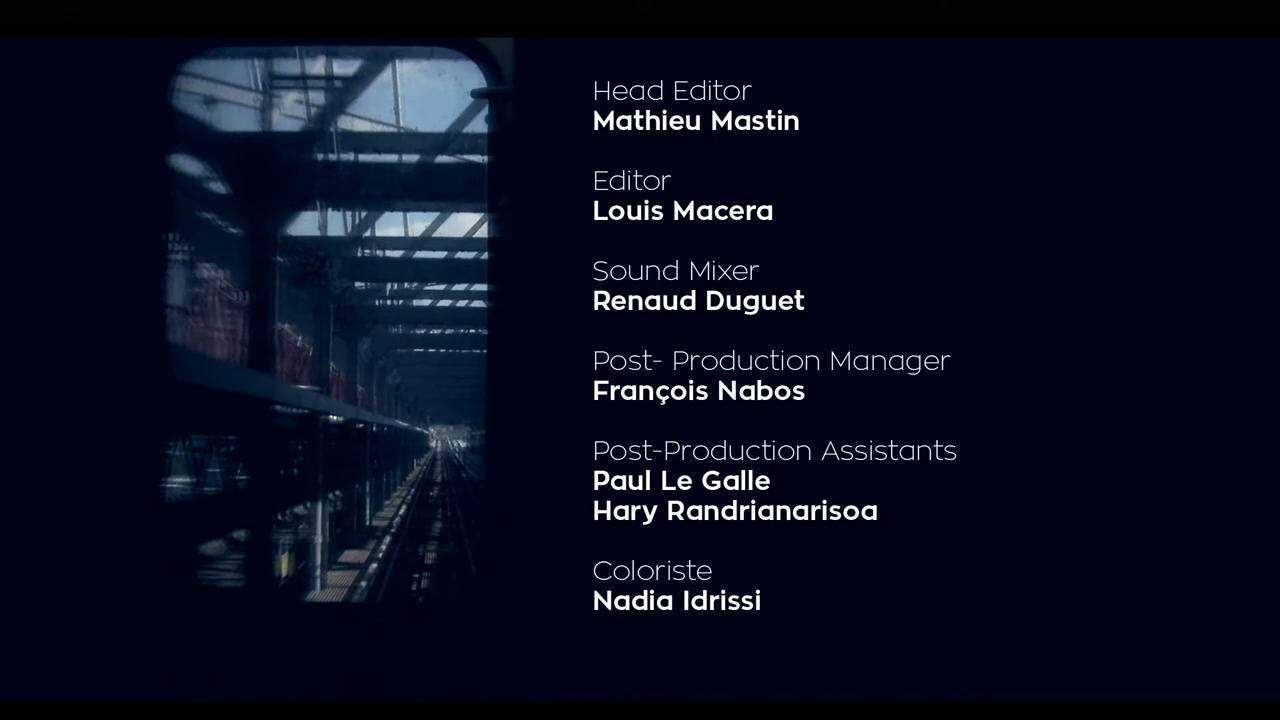 Head Editor
Mathieu Mastin
Editor
Louis Macera
Sound Mixer
Renaud Duguet
Post- Production Manager
François Nabos
Post-Production Assistants
Paul Le Galle
Hary Randrianarisoa
Coloriste
Nadia Idrissi